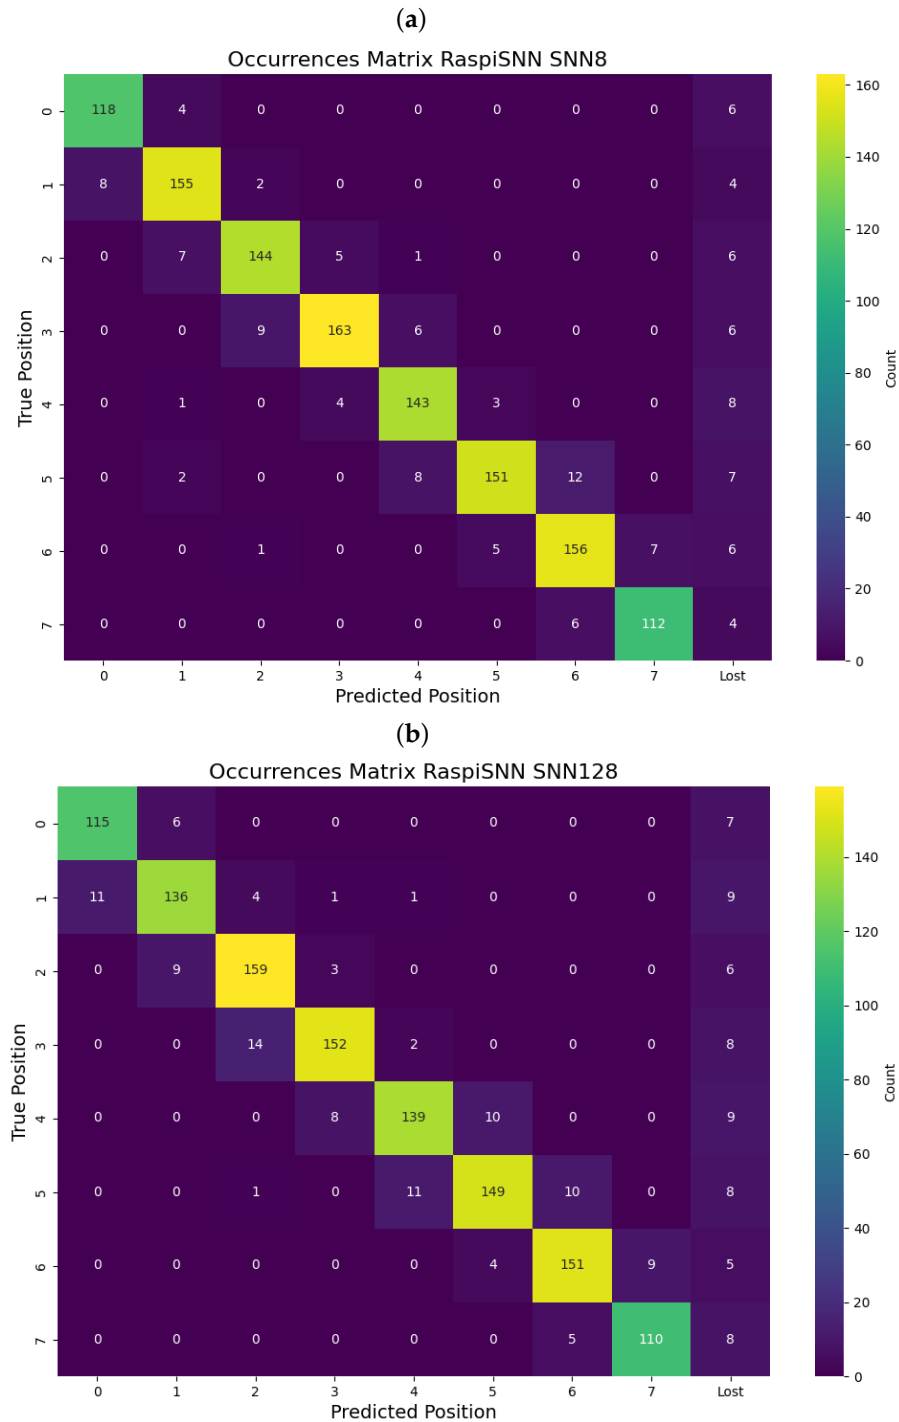 (a)
Occurrences Matrix RaspiSNN SNN8
0 118 4 0 0 0 0 0 0 6
1 8 155 2 0 0 0 0 0 4
2 0 7 144 5 1 0 0 0 6
3 0 0 9 163 6 0 0 0 6
4 0 1 0 4 143 3 0 0 8
5 0 2 0 0 8 151 12 0 7
6 0 0 1 0 0 5 156 7 6
7 0 0 0 0 0 0 6 112 4
0 1 2 3 4 5 6 7 Lost
Predicted Position
True Position
160
140
120
100
80
60
40
20
0
Count
(b)
Occurrences Matrix RaspiSNN SNN128
0 115 6 0 0 0 0 0 0 7
1 11 136 4 1 1 0 0 0 9
2 0 9 159 3 0 0 0 0 6
3 0 0 14 152 2 0 0 0 8
4 0 0 0 8 139 10 0 0 9
5 0 0 1 0 11 149 10 0 8
6 0 0 0 0 0 4 151 9 5
7 0 0 0 0 0 0 5 110 8
0 1 2 3 4 5 6 7 Lost
Predicted Position
True Position
140
120
100
80
60
40
20
0
Count